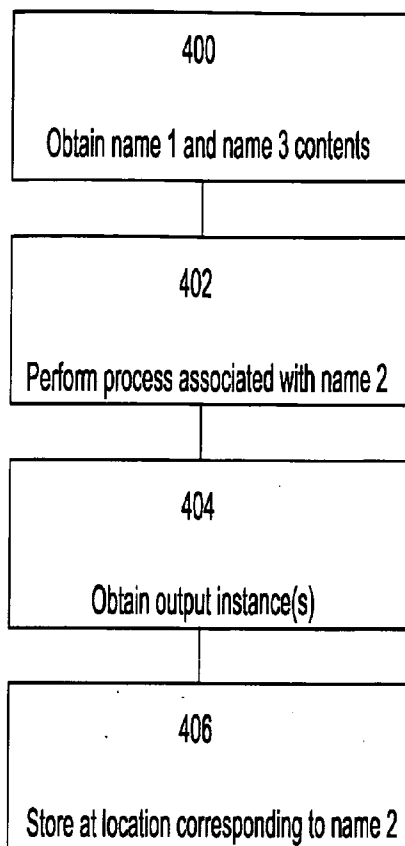 400
Obtain name 1 and name 3 contents
402
Perform process associated with name 2
404
Obtain output instance(s)
406
Store at location corresponding to name 2